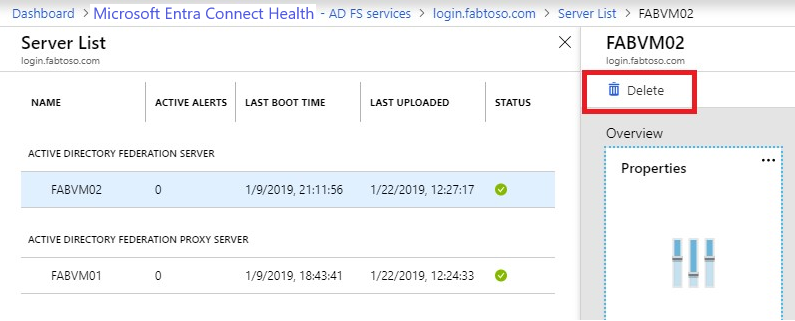 Dashboard > Microsoft Entra Connect Health - AD FS services > login.fabtoso.com > Server List > FABVM02
Server List
login.fabtoso.com
NAME ACTIVE ALERTS LAST BOOT TIME LAST UPLOADED STATUS
ACTIVE DIRECTORY FEDERATION SERVER
FABVM02 0 1/9/2019, 21:11:56 1/22/2019, 12:27:17
ACTIVE DIRECTORY FEDERATION PROXY SERVER
FABVM01 0 1/9/2019, 18:43:41 1/22/2019, 12:24:33
FABVM02
login.fabtoso.com
Delete
Overview
Properties